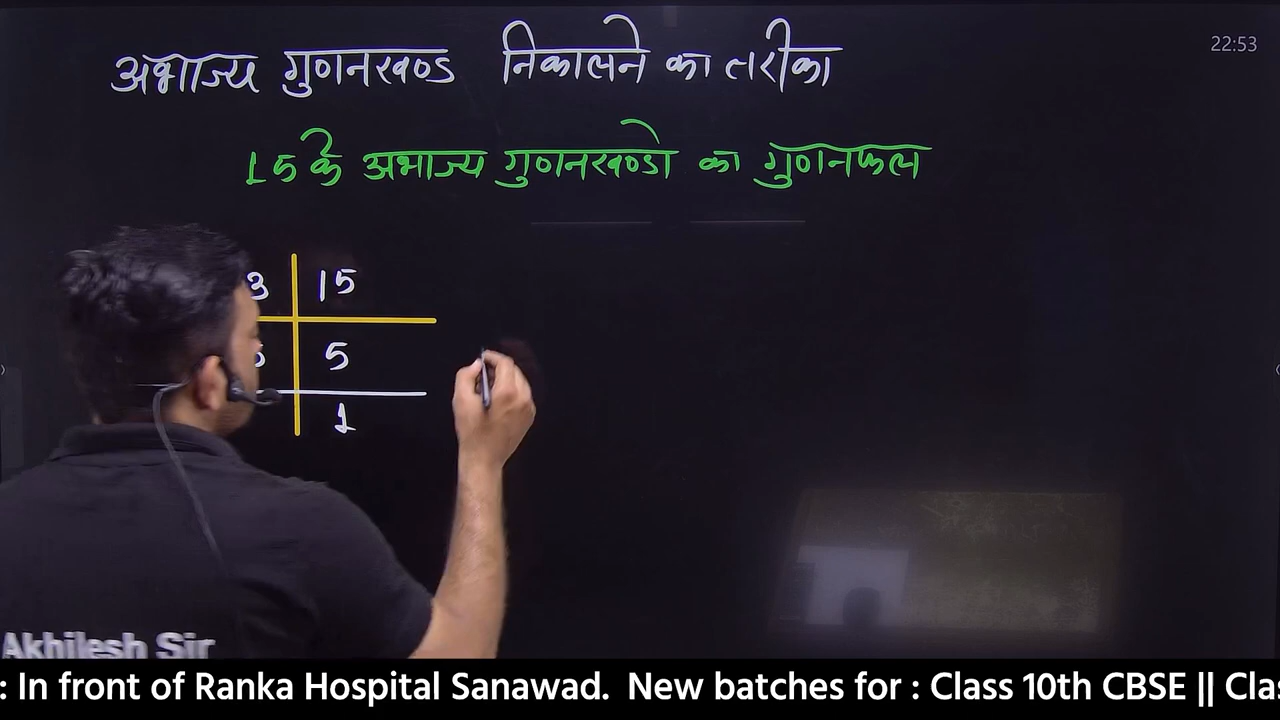 अभाज्य गुणनखण्ड निकालने का तरीका
22:53
15 के अभाज्य गुणनखण्डो का गुणनफल
3 15
5
1
Akhilesh Sir
: In front of Ranka Hospital Sanawad. New batches for : Class 10th CBSE || Clas